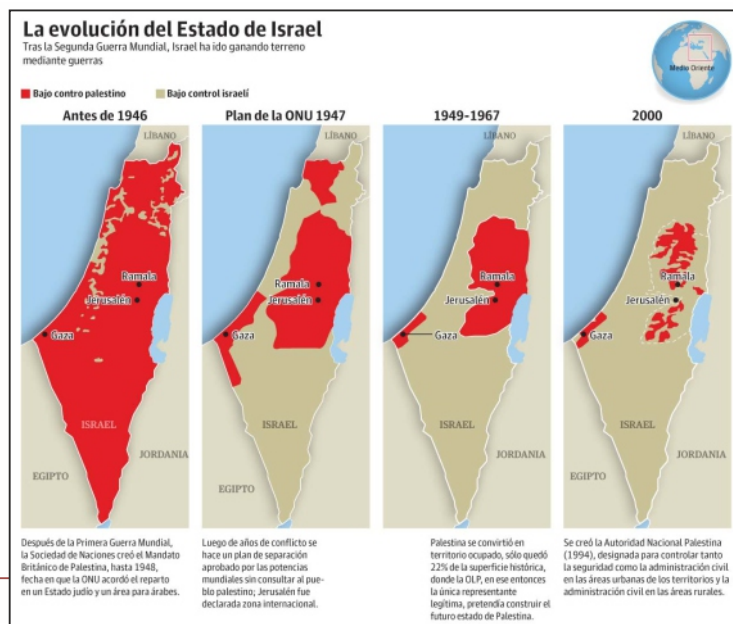 La evolución del Estado de Israel
Tras la Segunda Guerra Mundial, Israel ha ido ganando terreno
mediante guerras
Medio Oriente
Bajo contro palestino
Bajo control israelí
Antes de 1946
LÍBANO
Ramala
Jerusalén
Gaza
ISRAEL
JORDANIA
EGIPTO
Después de la Primera Guerra Mundial,
la Sociedad de Naciones creó el Mandato
Británico de Palestina, hasta 1948,
fecha en que la ONU acordó el reparto
en un Estado judío y un área para árabes.
Plan de la ONU 1947
LÍBANO
Ramala
Jerusalén
Gaza
ISRAEL
JORDANIA
EGIPTO
Luego de años de conflicto se
hace un plan de separación
aprobado por las potencias
mundiales sin consultar al pue-
blo palestino; Jerusalén fue
declarada zona internacional.
1949-1967
LÍBANO
Ramala
Jerusalén
Gaza
ISRAEL
JORDANIA
EGIPTO
Palestina se convirtió en
territorio ocupado, sólo quedó
22% de la superficie histórica,
donde la OLP, en ese entonces
la única representante
legítima, pretendía construir el
futuro estado de Palestina.
2000
LÍBANO
Ramala
Jerusalén
Gaza
ISRAEL
JORDANIA
EGIPTO
Se creó la Autoridad Nacional Palestina
(1994), designada para controlar tanto
la seguridad como la administración civil
en las áreas urbanas de los territorios y la
administración civil en las áreas rurales.